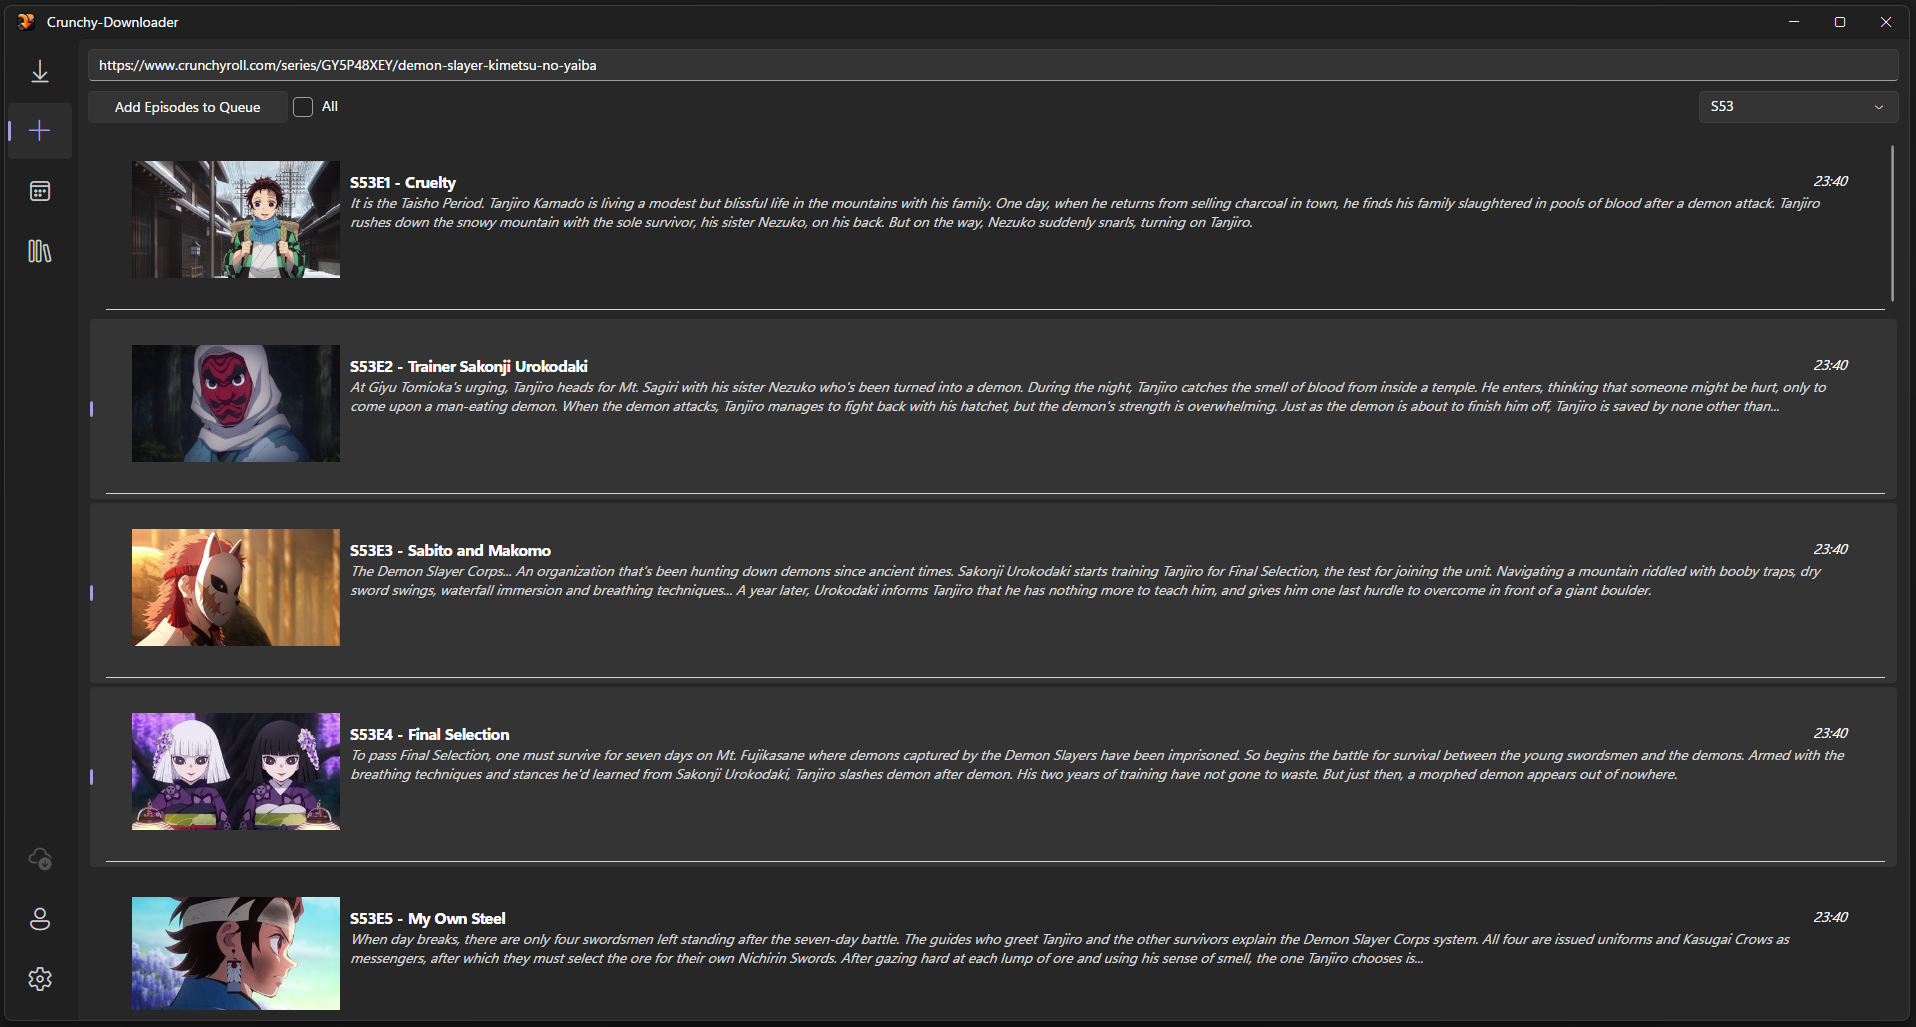 Crunchy-Downloader
https://www.crunchyroll.com/series/GY5P48XEY/demon-slayer-kimetsu-no-yaiba
Add Episodes to Queue
All
S53
S53E1 - Cruelty
23:40
It is the Taisho Period. Tanjiro Kamado is living a modest but blissful life in the mountains with his family. One day, when he returns from selling charcoal in town, he finds his family slaughtered in pools of blood after a demon attack. Tanjiro
rushes down the snowy mountain with the sole survivor, his sister Nezuko, on his back. But on the way, Nezuko suddenly snarls, turning on Tanjiro.
S53E2 - Trainer Sakonji Urokodaki
23:40
At Giyu Tomioka's urging, Tanjiro heads for Mt. Sagiri with his sister Nezuko who's been turned into a demon. During the night, Tanjiro catches the smell of blood from inside a temple. He enters, thinking that someone might be hurt, only to
come upon a man-eating demon. When the demon attacks, Tanjiro manages to fight back with his hatchet, but the demon's strength is overwhelming. Just as the demon is about to finish him off, Tanjiro is saved by none other than...
S53E3 - Sabito and Makomo
23:40
The Demon Slayer Corps... An organization that's been hunting down demons since ancient times. Sakonji Urokodaki starts training Tanjiro for Final Selection, the test for joining the unit. Navigating a mountain riddled with booby traps, dry
sword swings, waterfall immersion and breathing techniques... A year later, Urokodaki informs Tanjiro that he has nothing more to teach him, and gives him one last hurdle to overcome in front of a giant boulder.
S53E4 - Final Selection
23:40
To pass Final Selection, one must survive for seven days on Mt. Fujikasane where demons captured by the Demon Slayers have been imprisoned. So begins the battle for survival between the young swordsmen and the demons. Armed with the
breathing techniques and stances he'd learned from Sakonji Urokodaki, Tanjiro slashes demon after demon. His two years of training have not gone to waste. But just then, a morphed demon appears out of nowhere.
S53E5 - My Own Steel
23:40
When day breaks, there are only four swordsmen left standing after the seven-day battle. The guides who greet Tanjiro and the other survivors explain the Demon Slayer Corps system. All four are issued uniforms and Kasugai Crows as
messengers, after which they must select the ore for their own Nichirin Swords. After gazing hard at each lump of ore and using his sense of smell, the one Tanjiro chooses is...